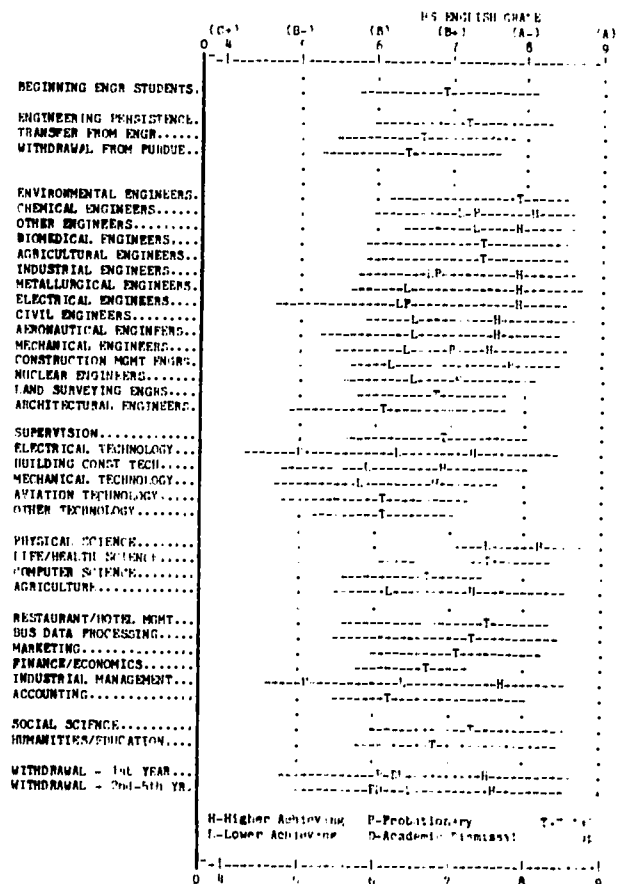 HS ENGLISH GRADE
(C+) (B-) (B) (B+) (A-) (A)
0 4 5 6 7 8 9
BEGINNING ENGR STUDENTS.
ENGINEERING PERSISTENCE.
TRANSFER FROM ENGR......
WITHDRAWAL FROM PURDUE..
ENVIRONMENTAL ENGINEERS.
CHEMICAL ENGINEERS......
OTHER ENGINEERS.........
BIOMEDICAL ENGINEERS....
AGRICULTURAL ENGINEERS..
INDUSTRIAL ENGINEERS....
METALLURGICAL ENGINEERS.
ELECTRICAL ENGINEERS....
CIVIL ENGINEERS.........
AERONAUTICAL ENGINEERS..
MECHANICAL ENGINEERS....
CONSTRUCTION MGMT ENGRS.
NUCLEAR ENGINEERS.......
LAND SURVEYING ENGRS....
ARCHITECTURAL ENGINEERS.
SUPERVISION.............
ELECTRICAL TECHNOLOGY...
BUILDING CONST TECH.....
MECHANICAL TECHNOLOGY...
AVIATION TECHNOLOGY.....
OTHER TECHNOLOGY........
PHYSICAL SCIENCE........
LIFE/HEALTH SCIENCE.....
COMPUTER SCIENCE........
AGRICULTURE.............
RESTAURANT/HOTEL MGMT...
BUS DATA PROCESSING.....
MARKETING...............
FINANCE/ECONOMICS.......
INDUSTRIAL MANAGEMENT...
ACCOUNTING..............
SOCIAL SCIENCE..........
HUMANITIES/EDUCATION....
WITHDRAWAL - 1st YEAR...
WITHDRAWAL - 2nd-5th YR.
H-Higher Achieving P-Probationary
L-Lower Achieving D-Academic Dismissal
0 4 5 6 7 8 9